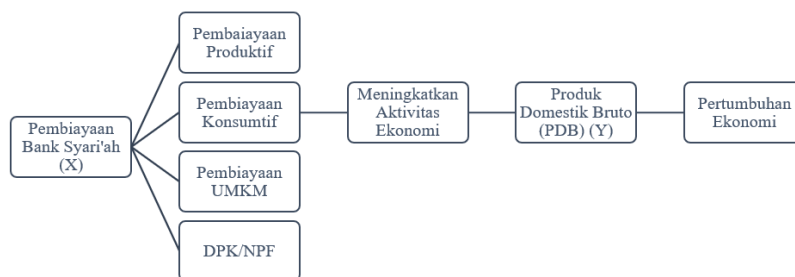 Pembaiayaan
Produktif
Pembiayaan
Konsumtif
Meningkatkan
Aktivitas
Ekonomi
Produk
Domestik Bruto
(PDB) (Y)
Pertumbuhan
Ekonomi
Pembiayaan
Bank Syari'ah
(X)
Pembiayaan
UMKM
DPK/NPF